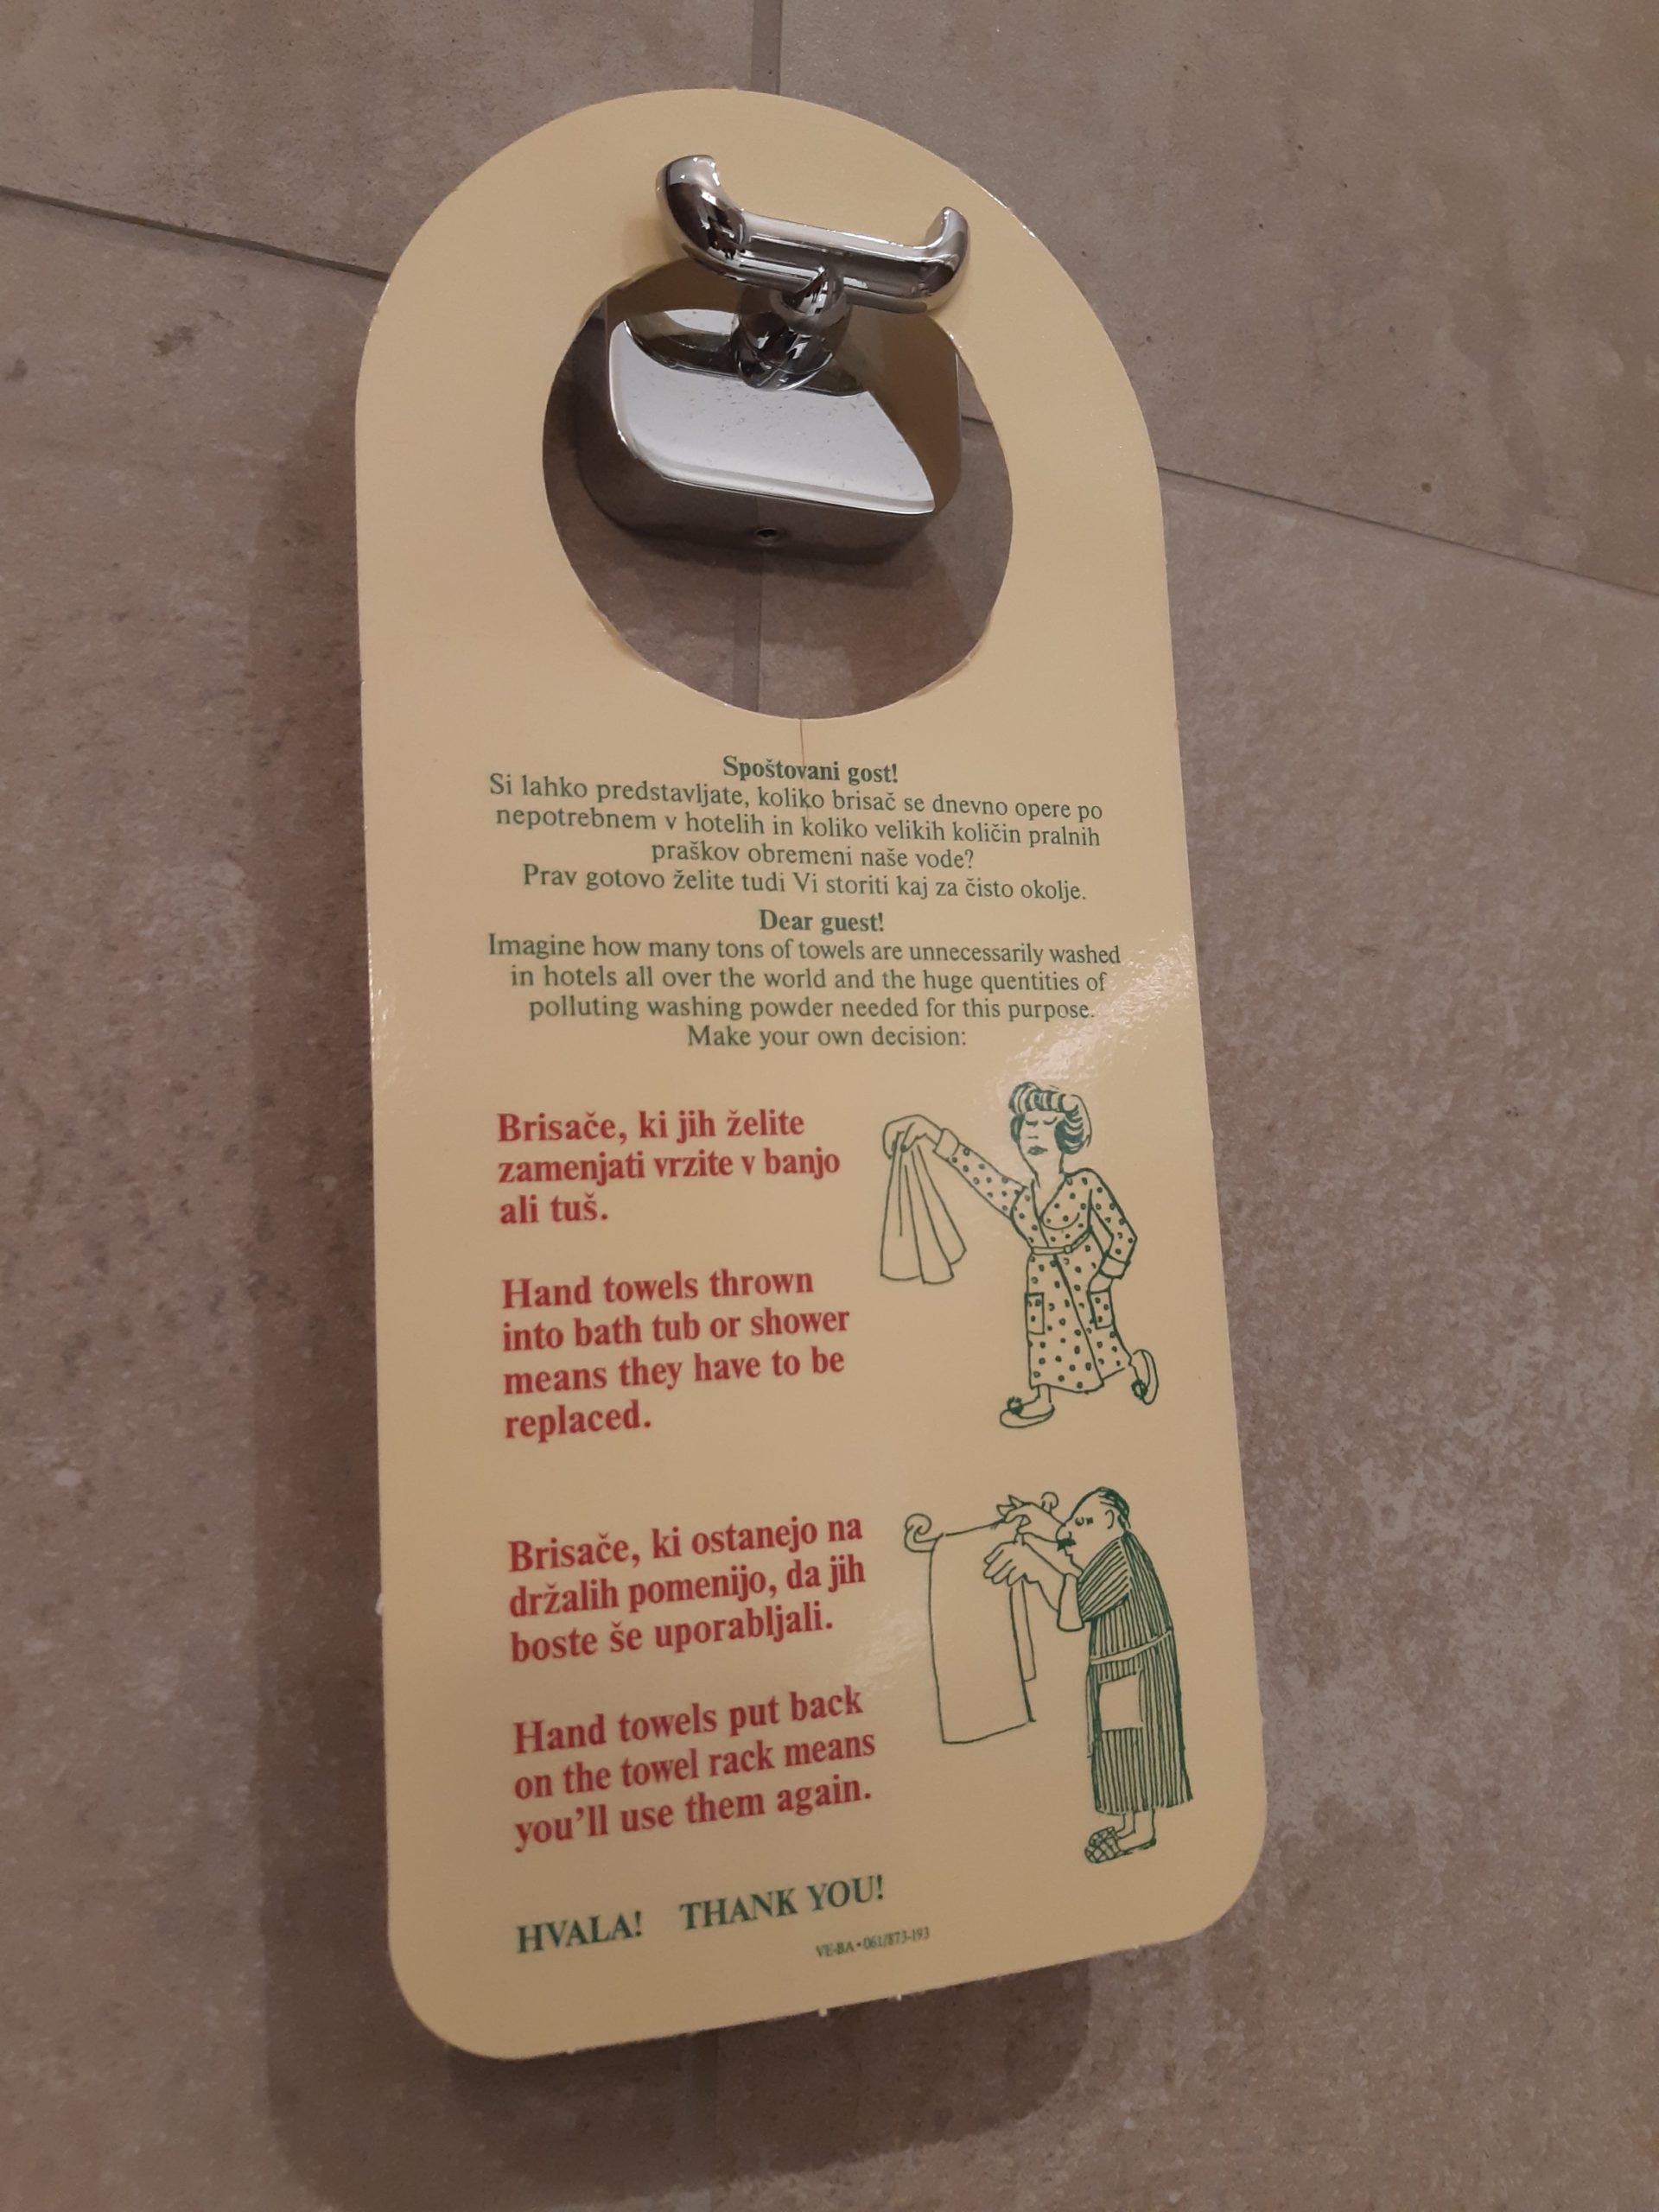 Spoštovani gost!
Si lahko predstavljate, koliko brisač se dnevno opere po
nepotrebnem v hotelih in koliko velikih količin pralnih
praškov obremeni naše vode?
Prav gotovo želite tudi Vi storiti kaj za čisto okolje.
Dear guest!
Imagine how many tons of towels are unnecessarily washed
in hotels all over the world and the huge quentities of
polluting washing powder needed for this purpose.
Make your own decision:
Brisače, ki jih želite
zamenjati vrzite v banjo
ali tuš.
Hand towels thrown
into bath tub or shower
means they have to be
replaced.
Brisače, ki ostanejo na
držalih pomenijo, da jih
boste še uporabljali.
Hand towels put back
on the towel rack means
you'll use them again.
HVALA! THANK YOU!
VE-BA • 061/873-193